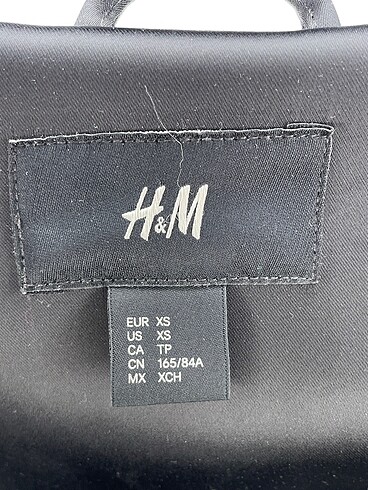 H&M
EUR XS
US XS
CA TP
CN 165/84A
MX XCH